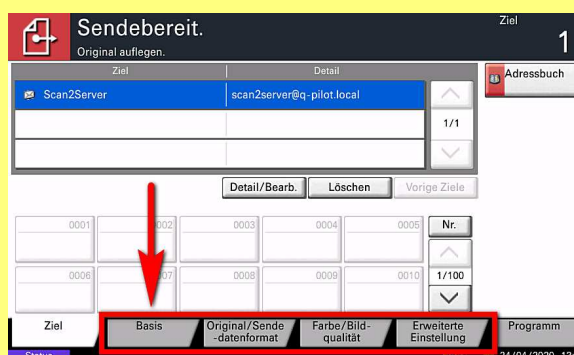 Sendebereit.
Original auflegen.
Ziel
1
Ziel
Detail
Adressbuch
Scan2Server
scan2server@q-pilot.local
1/1
Detail/Bearb.
Löschen
Vorige Ziele
0001
0002
0003
0004
0005
Nr.
0006
0007
0008
0009
0010
1/100
Ziel
Basis
Original/Sende
-datenformat
Farbe/Bild-
qualität
Erweiterte
Einstellung
Programm
Status